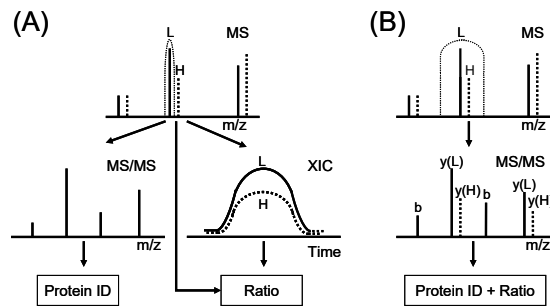 (A)
L
MS
H
m/z
MS/MS
m/z
L
XIC
H
Time
Protein ID
Ratio
(B)
L
MS
H
m/z
MS/MS
y(L)
y(H)
b
b
y(L)
y(H
m/z
Protein ID + Ratio